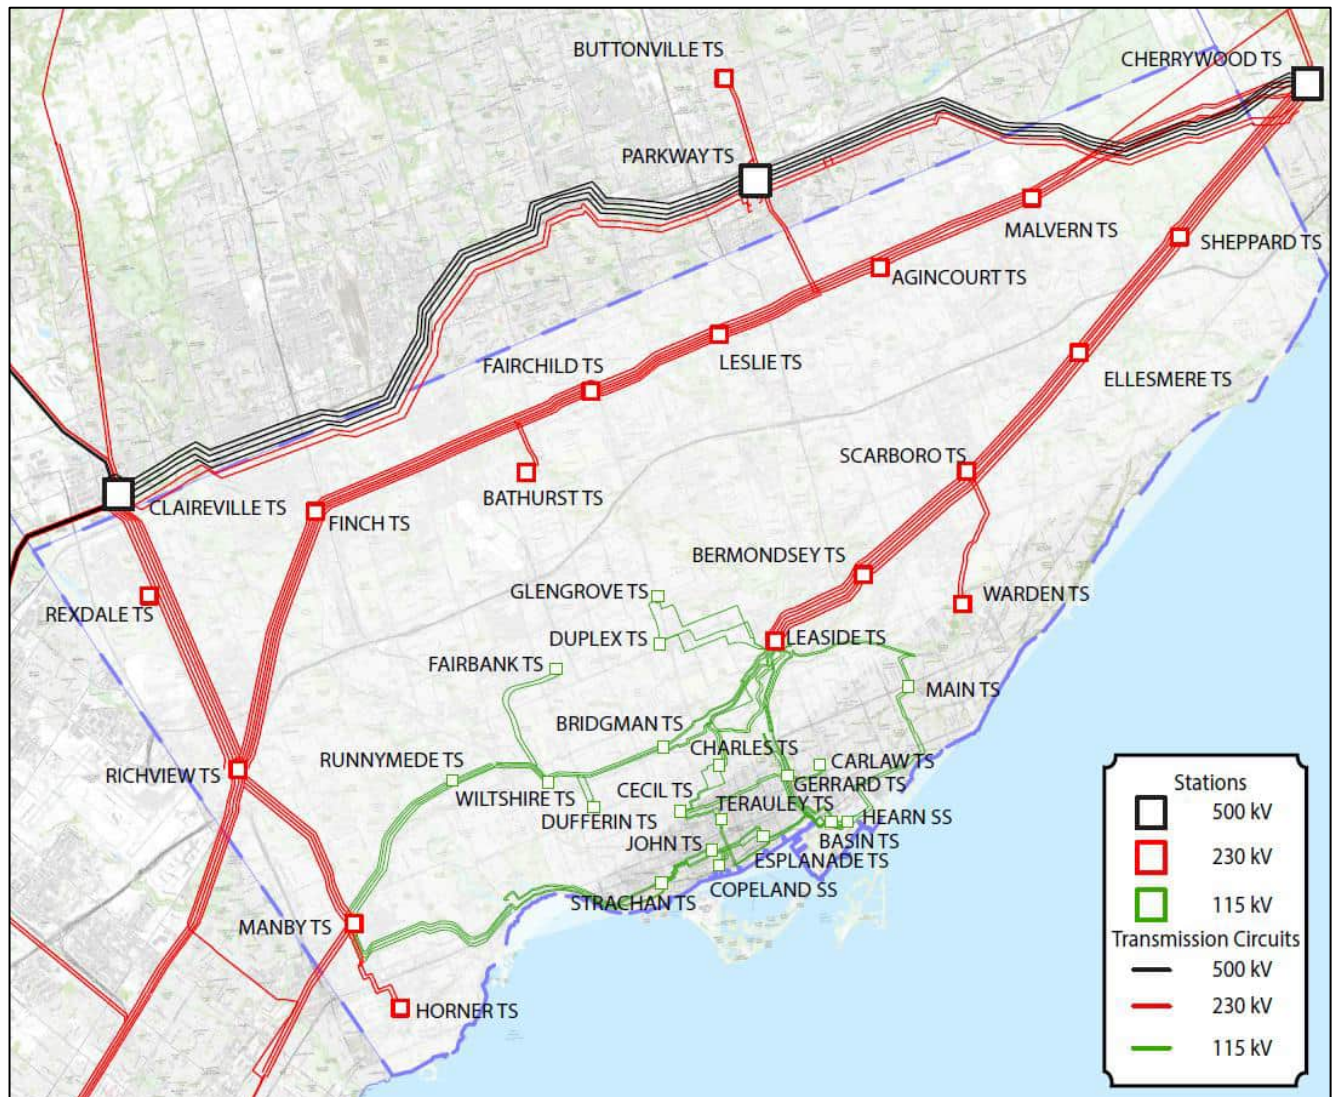 BUTTONVILLE TS
CHERRYWOOD TS
PARKWAY TS
MALVERN TS
SHEPPARD TS
AGINCOURT TS
FAIRCHILD TS
LESLIE TS
ELLESMERE TS
SCARBORO TS
BATHURST TS
CLAIREVILLE TS
FINCH TS
BERMONDSEY TS
GLENGROVE TS
WARDEN TS
REXDALE TS
DUPLEX TS
LEASIDE TS
FAIRBANK TS
MAIN TS
BRIDGMAN TS
CHARLES TS
RUNNYMEDE TS
CARLAW TS
RICHVIEW TS
GERRARD TS
CECIL TS
WILTSHIRE TS
TERAULEY TS
DUFFERIN TS
HEARN SS
JOHN TS
BASIN TS
ESPLANADE TS
COPELAND SS
STRACHAN TS
MANBY TS
HORNER TS
Stations
500 kV
230 kV
115 kV
Transmission Circuits
500 kV
230 kV
115 kV